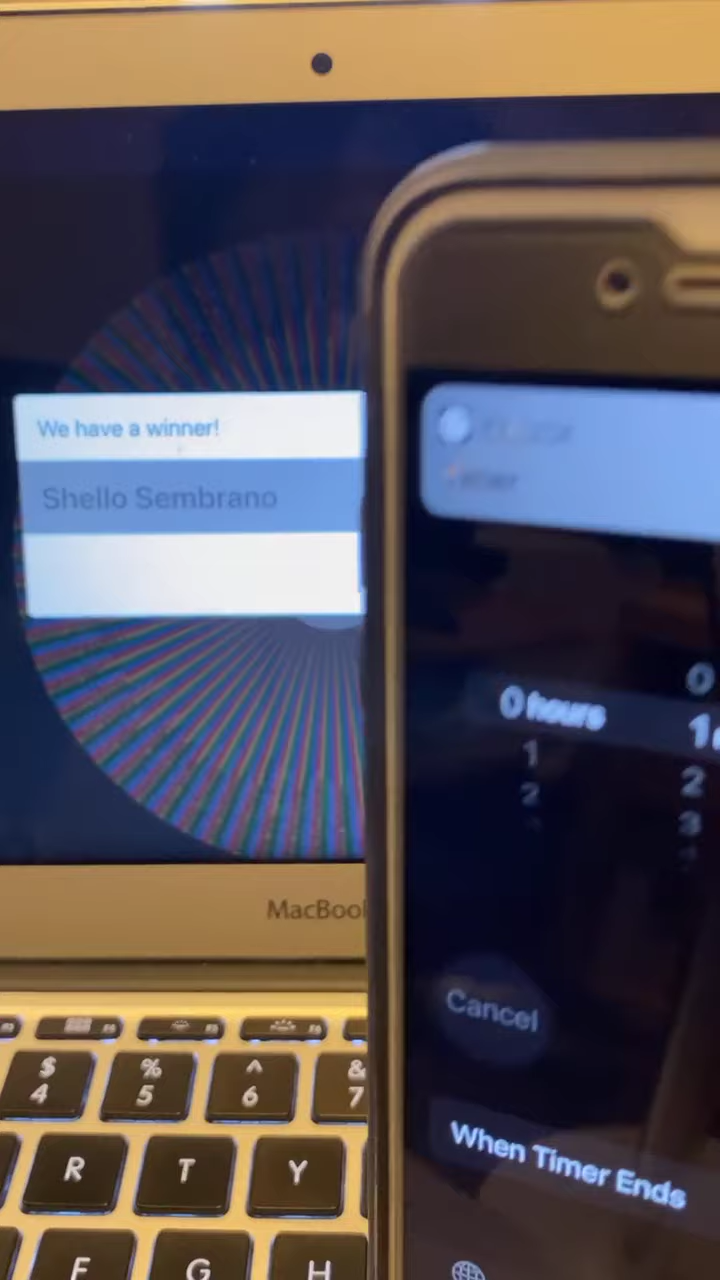 We have a winner!
Shello Sembrano
0
0 hours
1
1
2
2
3
Cancel
When Timer Ends
MacBook
$
%
^
&
4
5
6
7
R
T
Y
F
G
H